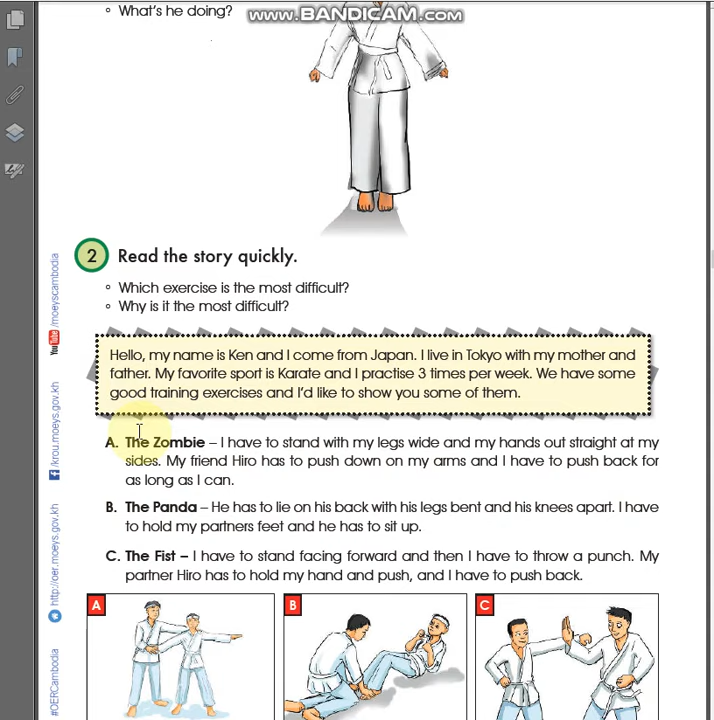 What's he doing?
www.BANDICAM.com
2 Read the story quickly.
Which exercise is the most difficult?
Why is it the most difficult?
Hello, my name is Ken and I come from Japan. I live in Tokyo with my mother and
father. My favorite sport is Karate and I practise 3 times per week. We have some
good training exercises and I'd like to show you some of them.
A. The Zombie – I have to stand with my legs wide and my hands out straight at my
sides. My friend Hiro has to push down on my arms and I have to push back for
as long as I can.
B. The Panda – He has to lie on his back with his legs bent and his knees apart. I have
to hold my partners feet and he has to sit up.
C. The Fist – I have to stand facing forward and then I have to throw a punch. My
partner Hiro has to hold my hand and push, and I have to push back.
A
B
C
You Tube /moeyscambodia
f /krou.moeys.gov.kh
http://oer.moeys.gov.kh
#OERCambodia